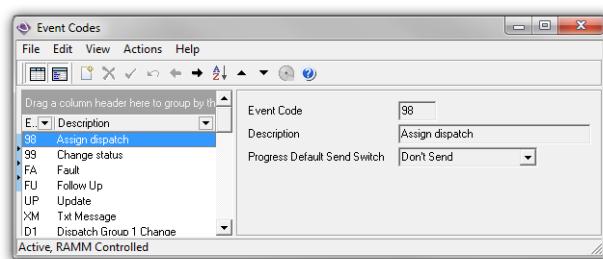 Event Codes
File Edit View Actions Help
Drag a column header here to group by th
E.. Description
98 Assign dispatch
99 Change status
FA Fault
FU Follow Up
UP Update
XM Txt Message
D1 Dispatch Group 1 Change
Event Code 98
Description Assign dispatch
Progress Default Send Switch Don't Send
Active, RAMM Controlled